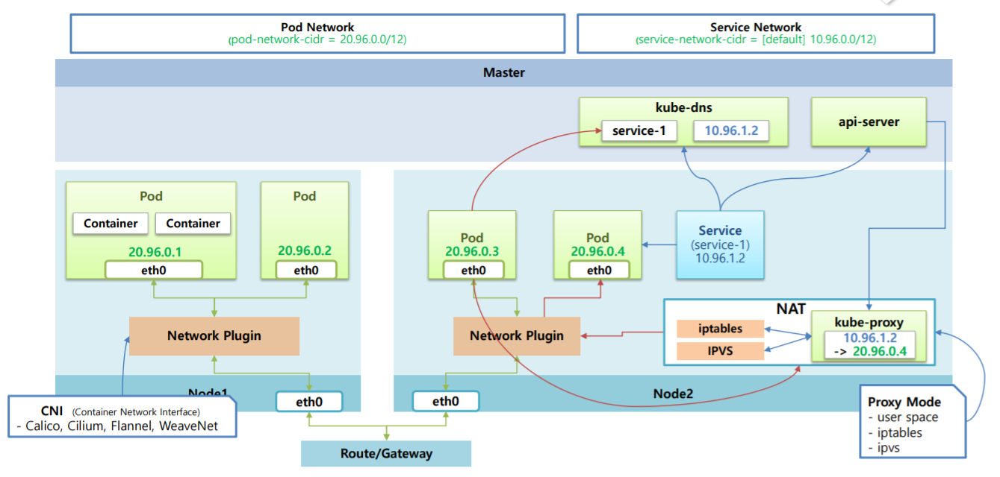 Pod Network
(pod-network-cidr = 20.96.0.0/12)
Service Network
(service-network-cidr = [default] 10.96.0.0/12)
Master
kube-dns
service-1
10.96.1.2
api-server
Pod
Container
Container
20.96.0.1
eth0
Pod
20.96.0.2
eth0
Pod
20.96.0.3
eth0
Pod
20.96.0.4
eth0
Service
(service-1)
10.96.1.2
Network Plugin
Network Plugin
NAT
iptables
IPVS
kube-proxy
10.96.1.2
-> 20.96.0.4
Node1
eth0
eth0
Node2
CNI (Container Network Interface)
- Calico, Cilium, Flannel, WeaveNet
Proxy Mode
- user space
- iptables
- ipvs
Route/Gateway